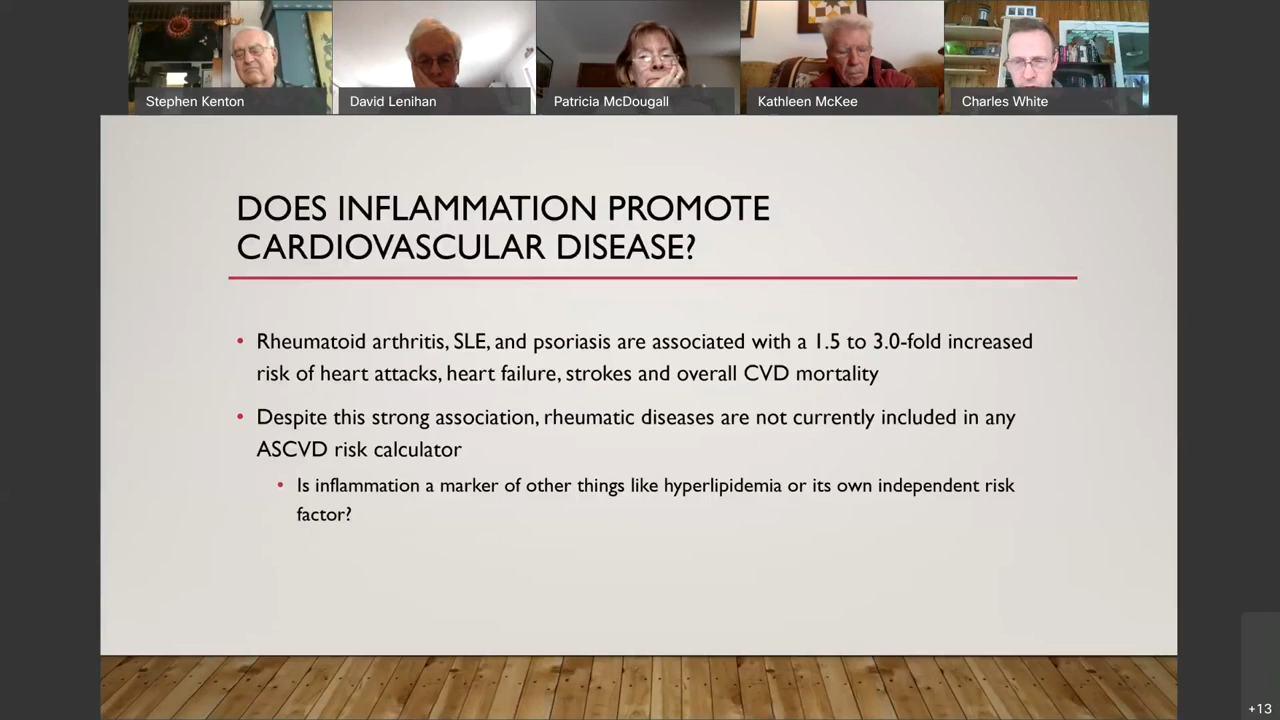 Stephen Kenton
David Lenihan
Patricia McDougall
Kathleen McKee
Charles White
DOES INFLAMMATION PROMOTE
CARDIOVASCULAR DISEASE?
• Rheumatoid arthritis, SLE, and psoriasis are associated with a 1.5 to 3.0-fold increased
risk of heart attacks, heart failure, strokes and overall CVD mortality
• Despite this strong association, rheumatic diseases are not currently included in any
ASCVD risk calculator
• Is inflammation a marker of other things like hyperlipidemia or its own independent risk
factor?
+13